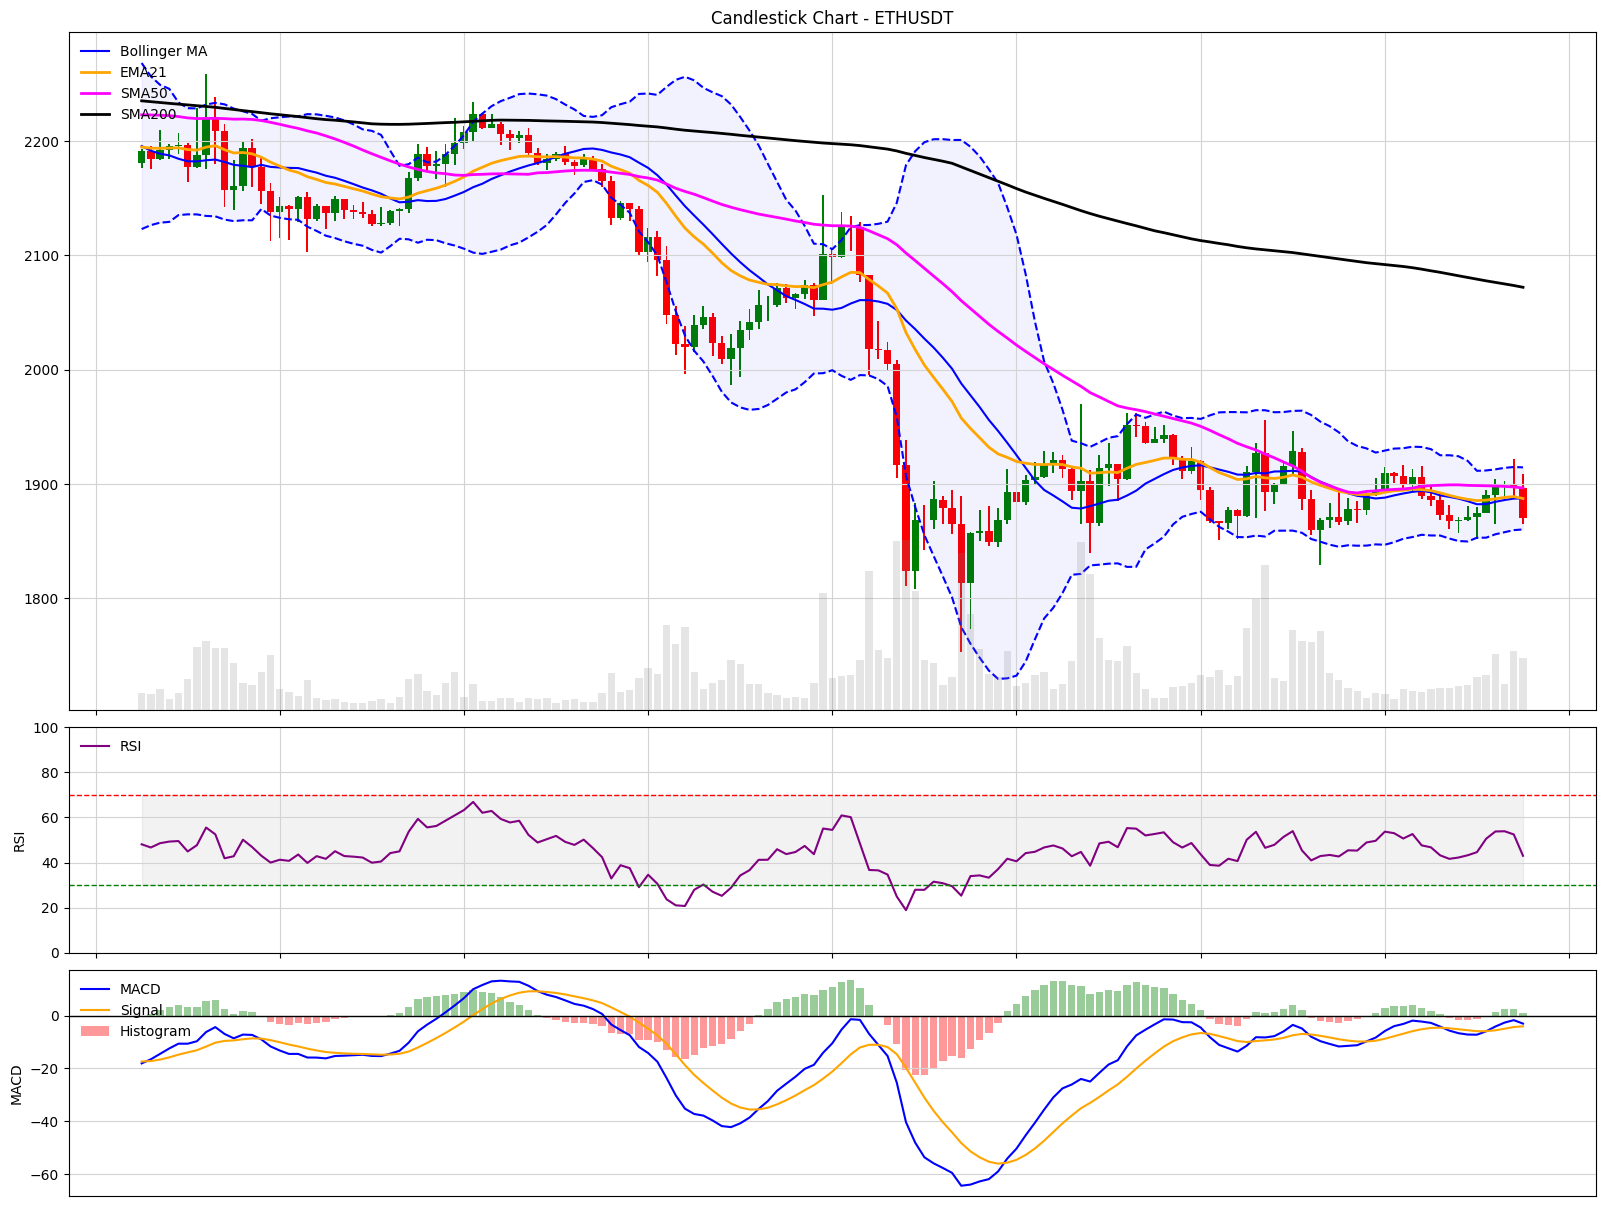 Candlestick Chart - ETHUSDT
Bollinger MA
EMA21
SMA50
SMA200
2200
2100
2000
1900
1800
RSI
100
80
60
40
20
0
RSI
MACD
Signal
Histogram
0
−20
−40
−60
MACD